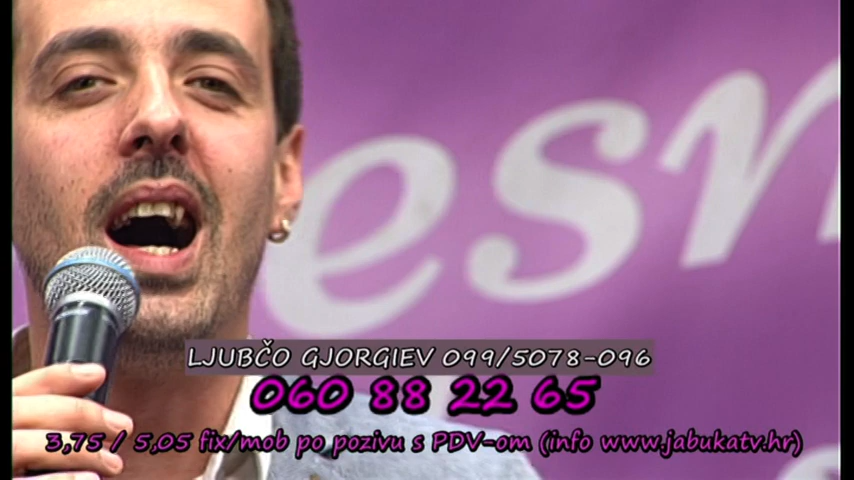 esn
LJUBČO GJORGIEV 099/5078-096
060 88 22 65
3,75 / 5,05 fix/mob po pozivu s PDV-om (info www.jabukatv.hr)